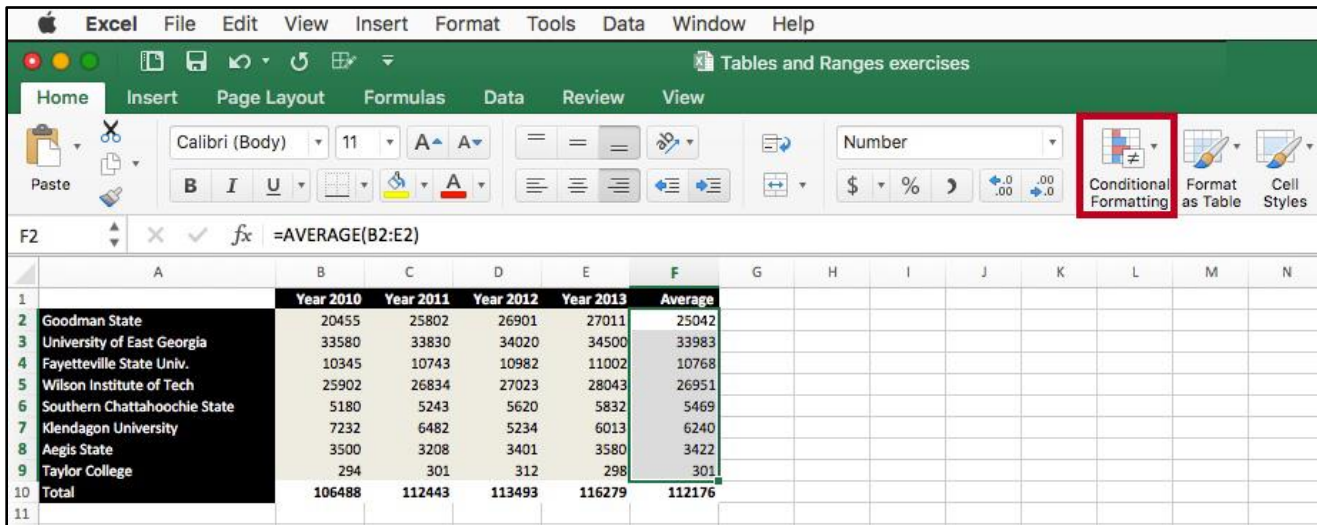 Excel File Edit View Insert Format Tools Data Window Help
Tables and Ranges exercises
Home Insert Page Layout Formulas Data Review View
Calibri (Body) 11 A A Number
Paste B I U A $ % .0 .00 .00 .0 Conditional Formatting Format as Table Cell Styles
F2 fx =AVERAGE(B2:E2)
A B C D E F G H I J K L M N
1 Year 2010 Year 2011 Year 2012 Year 2013 Average
2 Goodman State 20455 25802 26901 27011 25042
3 University of East Georgia 33580 33830 34020 34500 33983
4 Fayetteville State Univ. 10345 10743 10982 11002 10768
5 Wilson Institute of Tech 25902 26834 27023 28043 26951
6 Southern Chattahoochie State 5180 5243 5620 5832 5469
7 Klendagon University 7232 6482 5234 6013 6240
8 Aegis State 3500 3208 3401 3580 3422
9 Taylor College 294 301 312 298 301
10 Total 106488 112443 113493 116279 112176
11